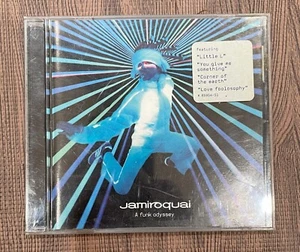 featuring
"Little L"
"You give me
something"
"Corner of
the earth"
"Love foolosophy"
jamiroquai
A funk odyssey